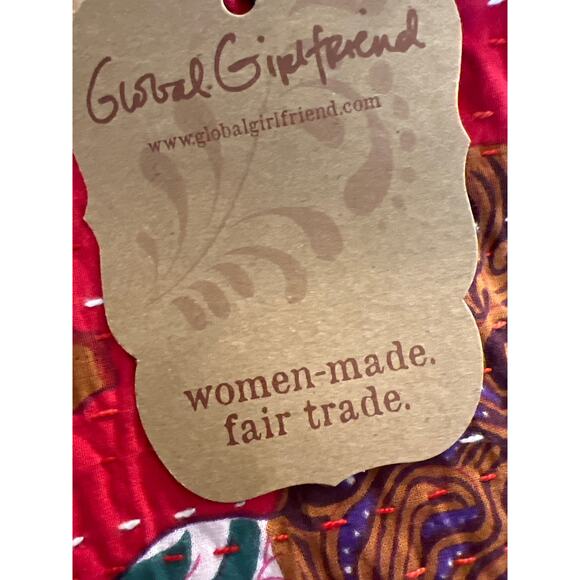 Global Girlfriend
www.globalgirlfriend.com
women-made.
fair trade.